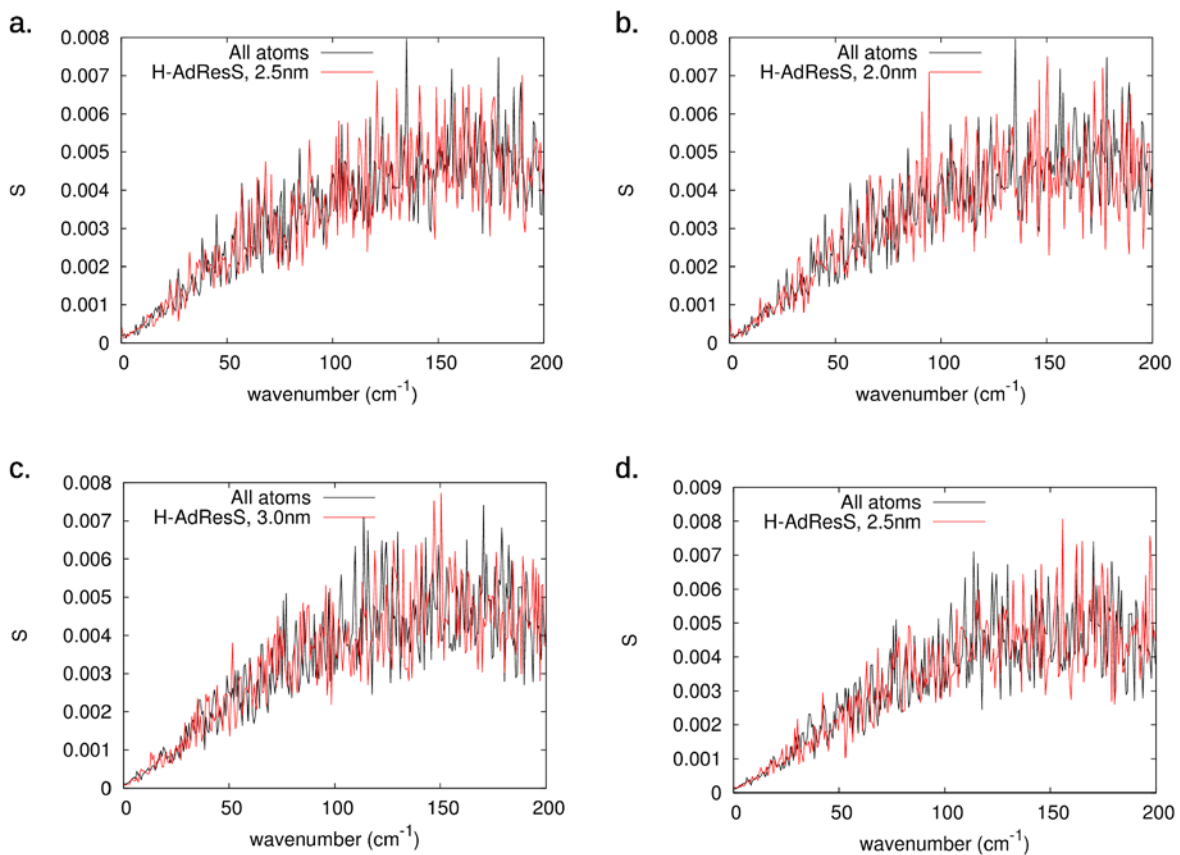 a.
0.008
0.007
0.006
0.005
0.004
0.003
0.002
0.001
0
S
All atoms
H-AdResS, 2.5nm
0 50 100 150 200
wavenumber (cm⁻¹)
b.
0.008
0.007
0.006
0.005
0.004
0.003
0.002
0.001
0
S
All atoms
H-AdResS, 2.0nm
0 50 100 150 200
wavenumber (cm⁻¹)
c.
0.008
0.007
0.006
0.005
0.004
0.003
0.002
0.001
0
S
All atoms
H-AdResS, 3.0nm
0 50 100 150 200
wavenumber (cm⁻¹)
d.
0.009
0.008
0.007
0.006
0.005
0.004
0.003
0.002
0.001
0
S
All atoms
H-AdResS, 2.5nm
0 50 100 150 200
wavenumber (cm⁻¹)